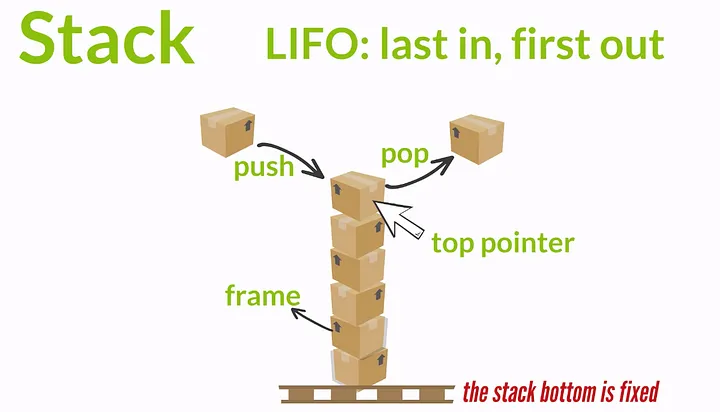 Stack
LIFO: last in, first out
push
pop
top pointer
frame
the stack bottom is fixed